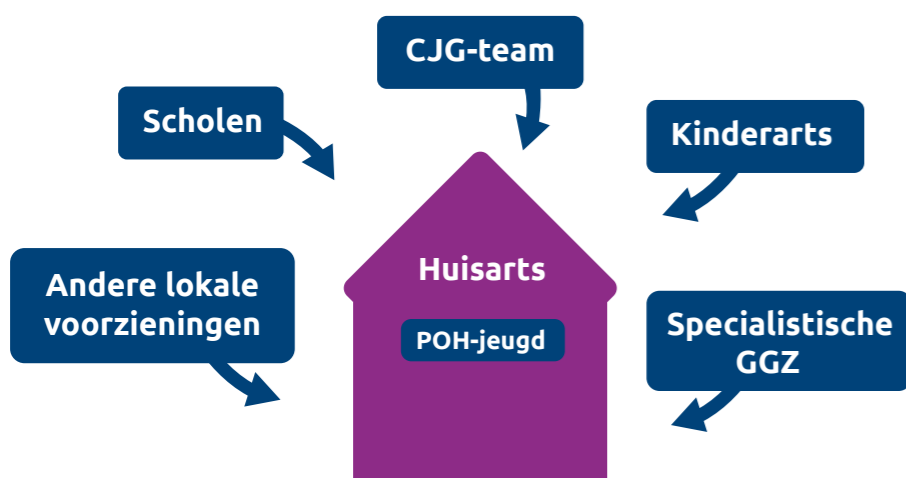 CJG-team
Scholen
Kinderarts
Huisarts
Andere lokale
voorzieningen
POH-jeugd
Specialistische
GGZ